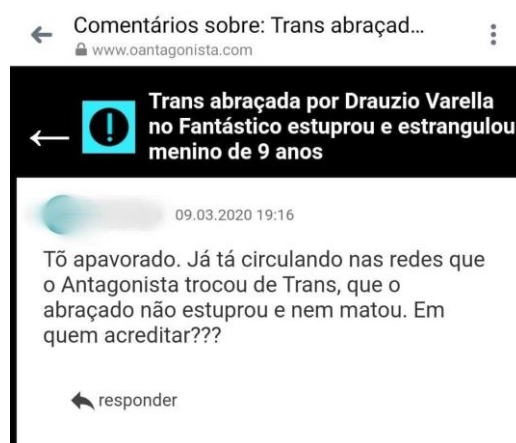 Comentários sobre: Trans abraçad...
www.oantagonista.com
Trans abraçada por Drauzio Varella
no Fantástico estuprou e estrangulou
menino de 9 anos
09.03.2020 19:16
Tõ apavorado. Já tá circulando nas redes que
o Antagonista trocou de Trans, que o
abraçado não estuprou e nem matou. Em
quem acreditar???
responder